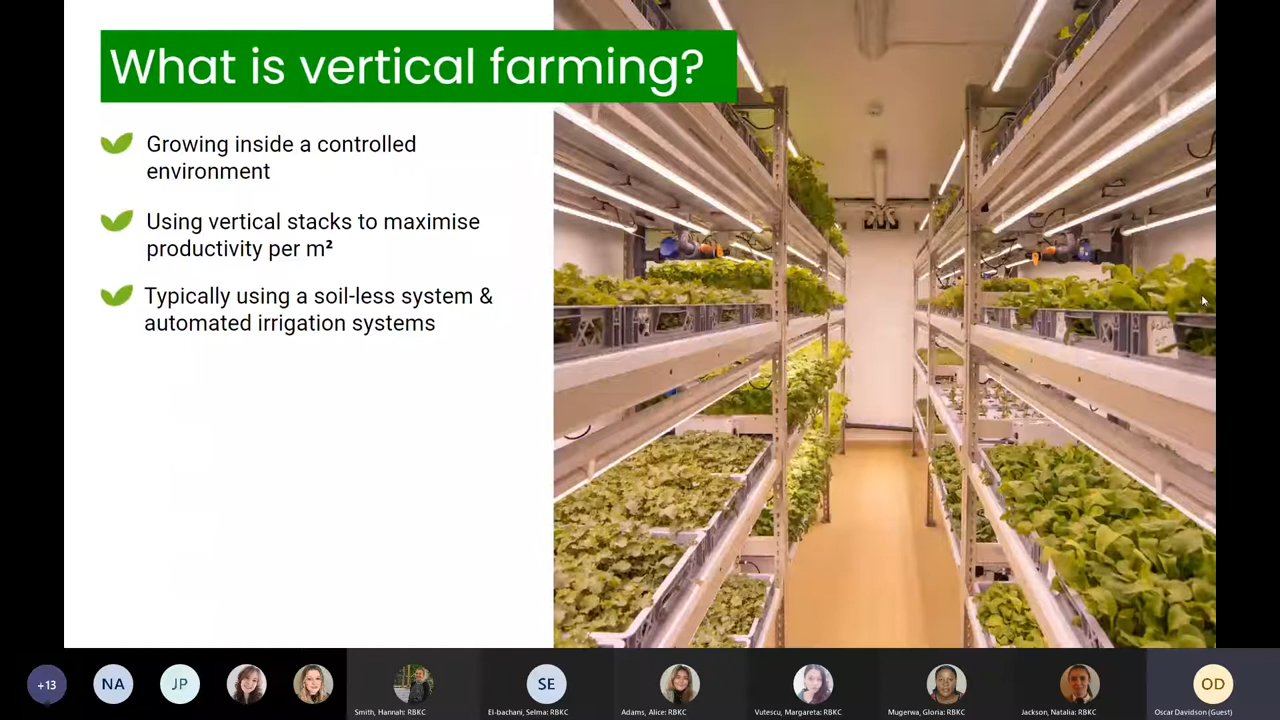 What is vertical farming?
Growing inside a controlled
environment
Using vertical stacks to maximise
productivity per m²
Typically using a soil-less system &
automated irrigation systems
+13
NA
JP
SE
OD
Smith, Hannah: RBKC
El-bachani, Selma: RBKC
Adams, Alice: RBKC
Vutescu, Margareta: RBKC
Mugerwa, Gloria: RBKC
Jackson, Natalia: RBKC
Oscar Davidson (Guest)